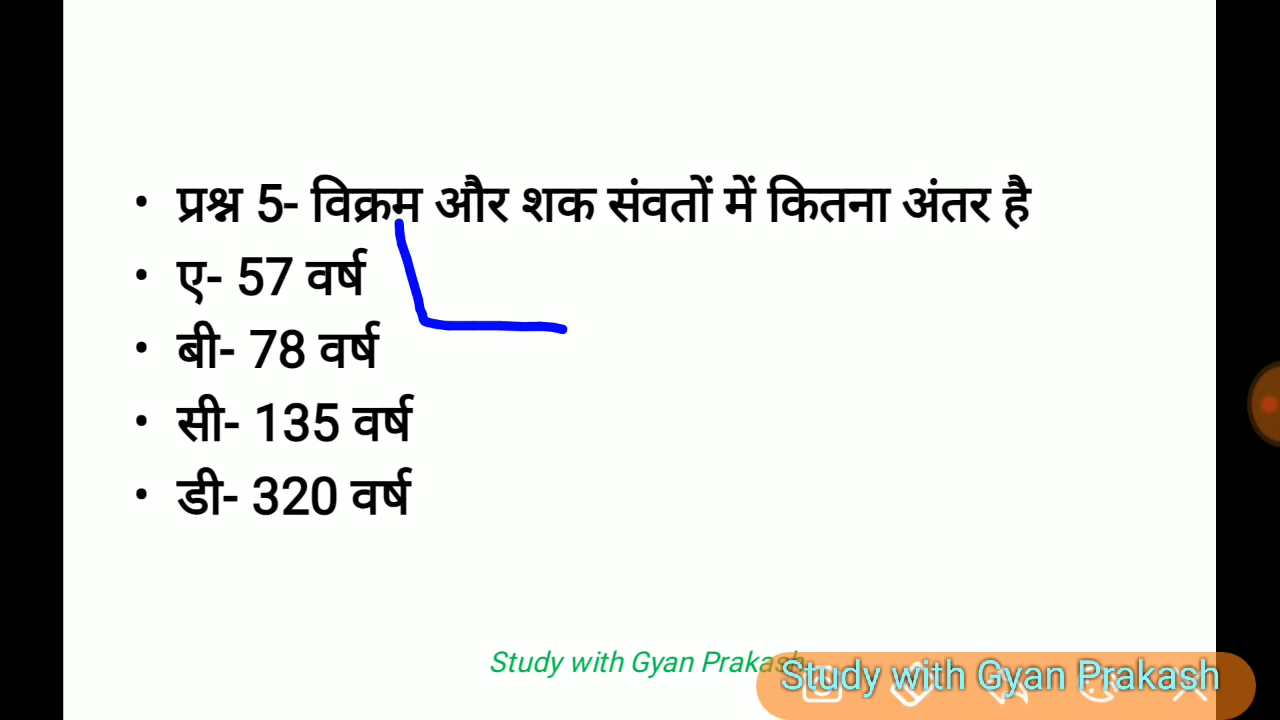 • प्रश्न 5- विक्रम और शक संवतों में कितना अंतर है
• ए- 57 वर्ष
• बी- 78 वर्ष
• सी- 135 वर्ष
• डी- 320 वर्ष
Study with Gyan Prakash
Study with Gyan Prakash